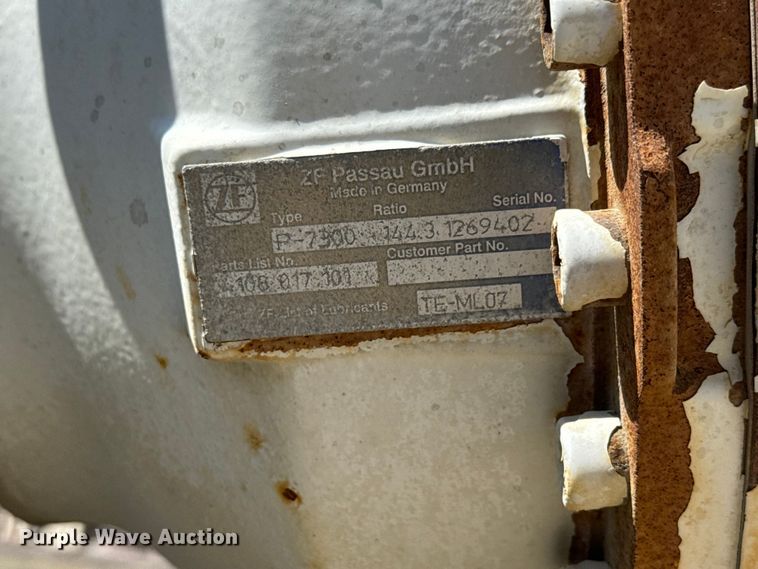 ZF Passau GmbH
Made in Germany
ZF
Type Ratio Serial No.
P-7300 144.3 1269402
Parts List No. Customer Part No.
108 017 101
ZF-List of Lubricants TE-ML07
Purple Wave Auction